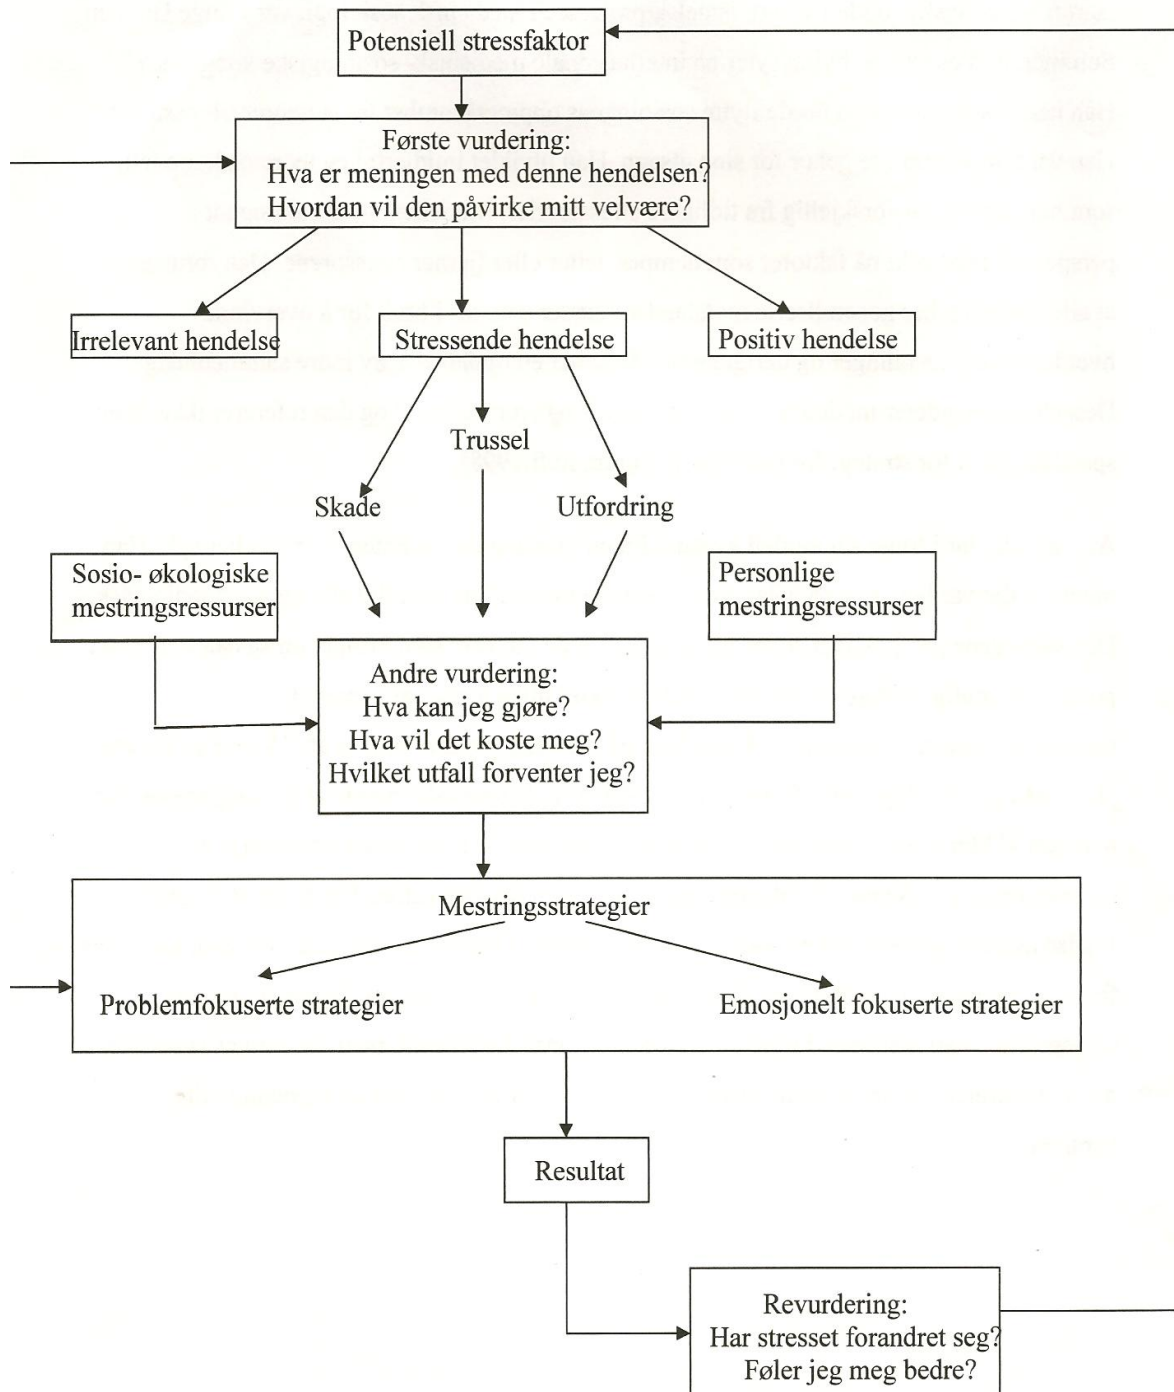 Potensiell stressfaktor
Første vurdering:
Hva er meningen med denne hendelsen?
Hvordan vil den påvirke mitt velvære?
Irrelevant hendelse
Stressende hendelse
Positiv hendelse
Trussel
Skade
Utfordring
Sosio- økologiske
mestringsressurser
Personlige
mestringsressurser
Andre vurdering:
Hva kan jeg gjøre?
Hva vil det koste meg?
Hvilket utfall forventer jeg?
Mestringsstrategier
Problemfokuserte strategier
Emosjonelt fokuserte strategier
Resultat
Revurdering:
Har stresset forandret seg?
Føler jeg meg bedre?